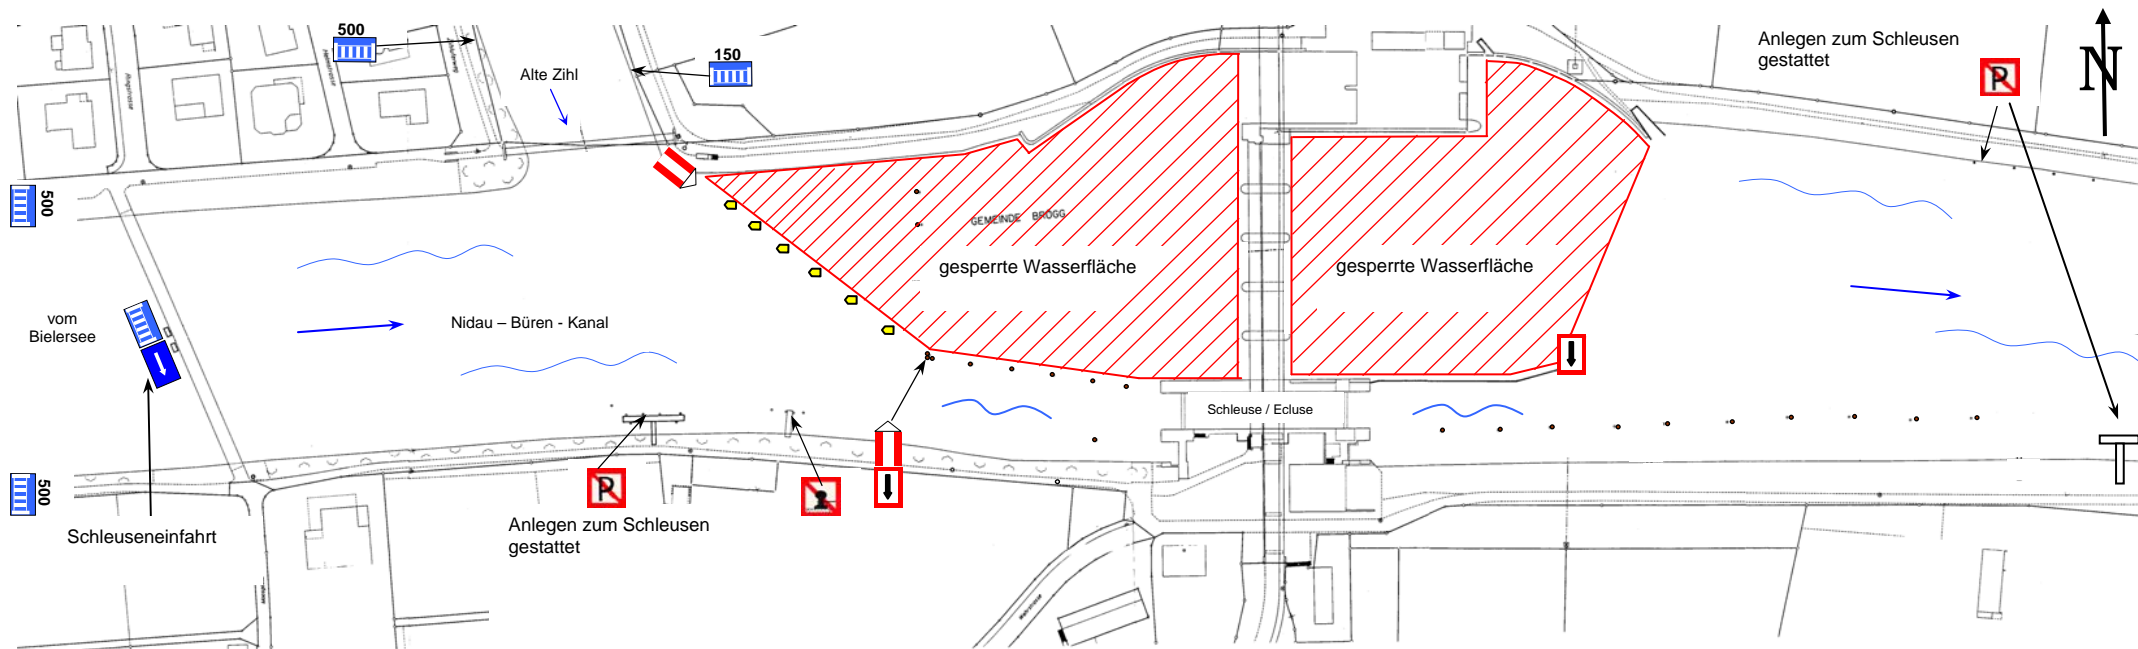 500
150
Alte Zihl
Anlegen zum Schleusen
gestattet
P
N
500
GEMEINDE BRÜGG
gesperrte Wasserfläche
gesperrte Wasserfläche
vom
Bielersee
Nidau – Büren - Kanal
Schleuse / Ecluse
500
P
Schleuseneinfahrt
Anlegen zum Schleusen
gestattet